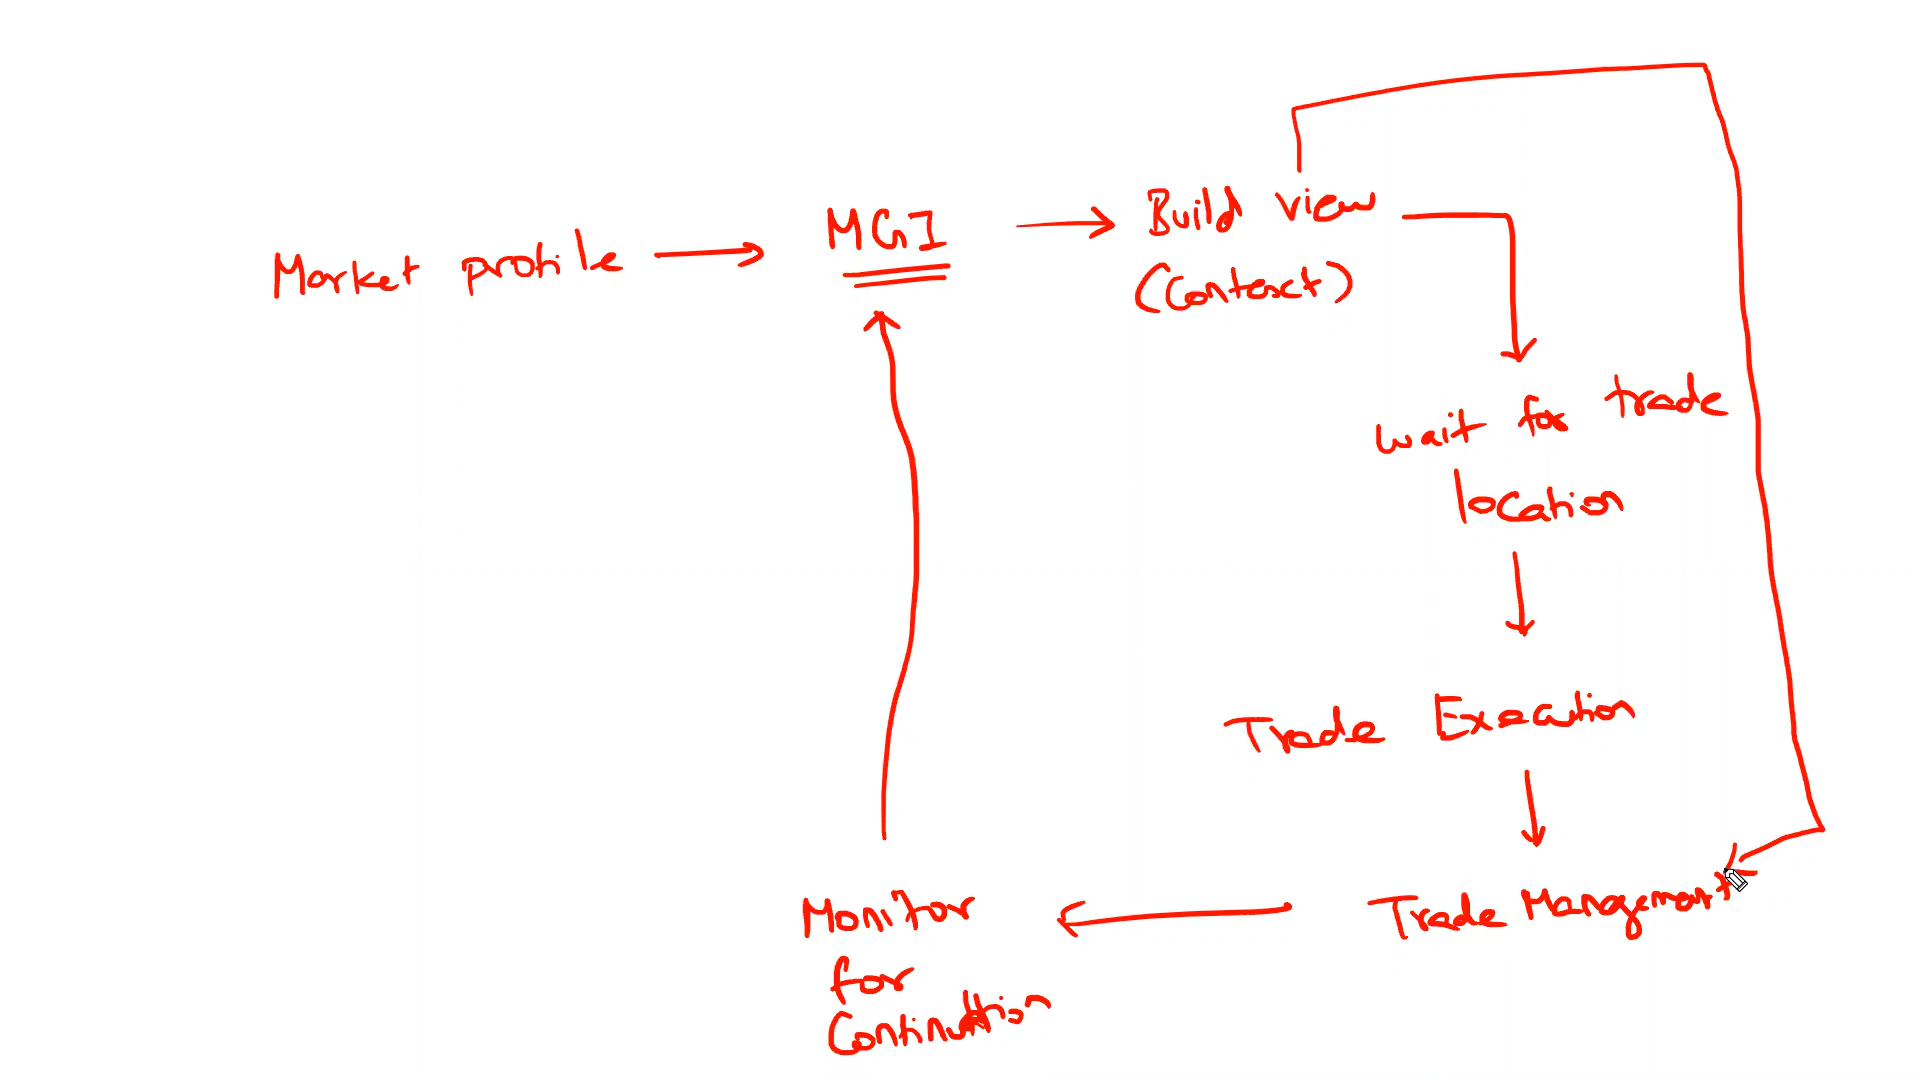 Market profile
MGI
Build view
(Context)
wait for trade
location
Trade Execution
Trade Management
Monitor
for
Continuation